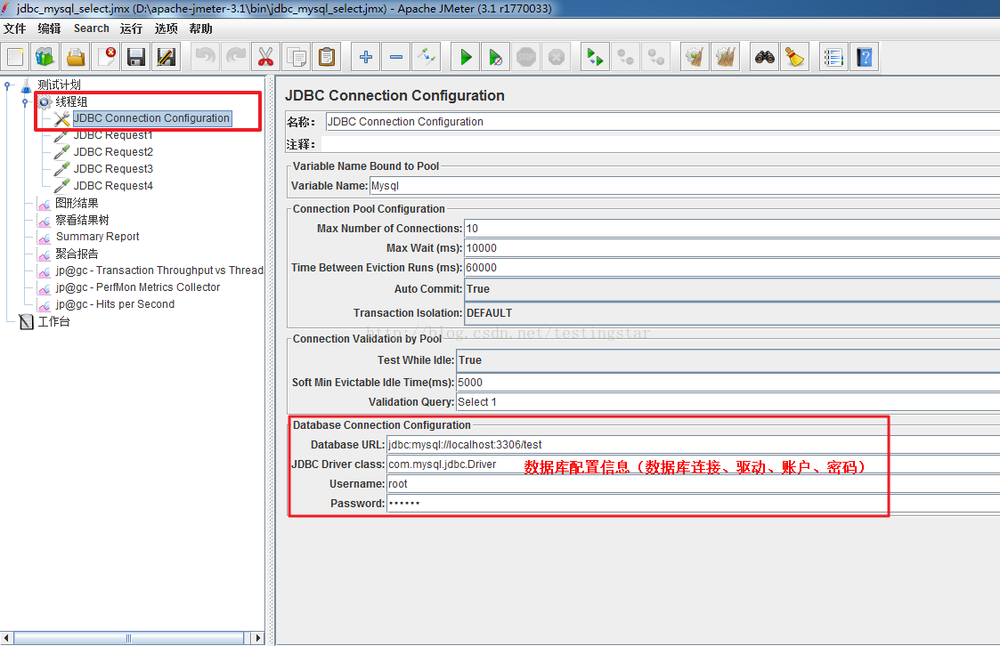 jdbc_mysql_select.jmx (D:\apache-jmeter-3.1\bin\jdbc_mysql_select.jmx) - Apache JMeter (3.1 r1770033)
文件 编辑 Search 运行 选项 帮助
测试计划
线程组
JDBC Connection Configuration
JDBC Request1
JDBC Request2
JDBC Request3
JDBC Request4
图形结果
察看结果树
Summary Report
聚合报告
jp@gc - Transaction Throughput vs Thread
jp@gc - PerfMon Metrics Collector
jp@gc - Hits per Second
工作台
JDBC Connection Configuration
名称: JDBC Connection Configuration
注释:
Variable Name Bound to Pool
Variable Name: Mysql
Connection Pool Configuration
Max Number of Connections: 10
Max Wait (ms): 10000
Time Between Eviction Runs (ms): 60000
Auto Commit: True
Transaction Isolation: DEFAULT
http://blog.csdn.net/testingstar
Connection Validation by Pool
Test While Idle: True
Soft Min Evictable Idle Time(ms): 5000
Validation Query: Select 1
Database Connection Configuration
Database URL: jdbc:mysql://localhost:3306/test
JDBC Driver class: com.mysql.jdbc.Driver
数据库配置信息（数据库连接、驱动、账户、密码）
Username: root
Password: ••••••